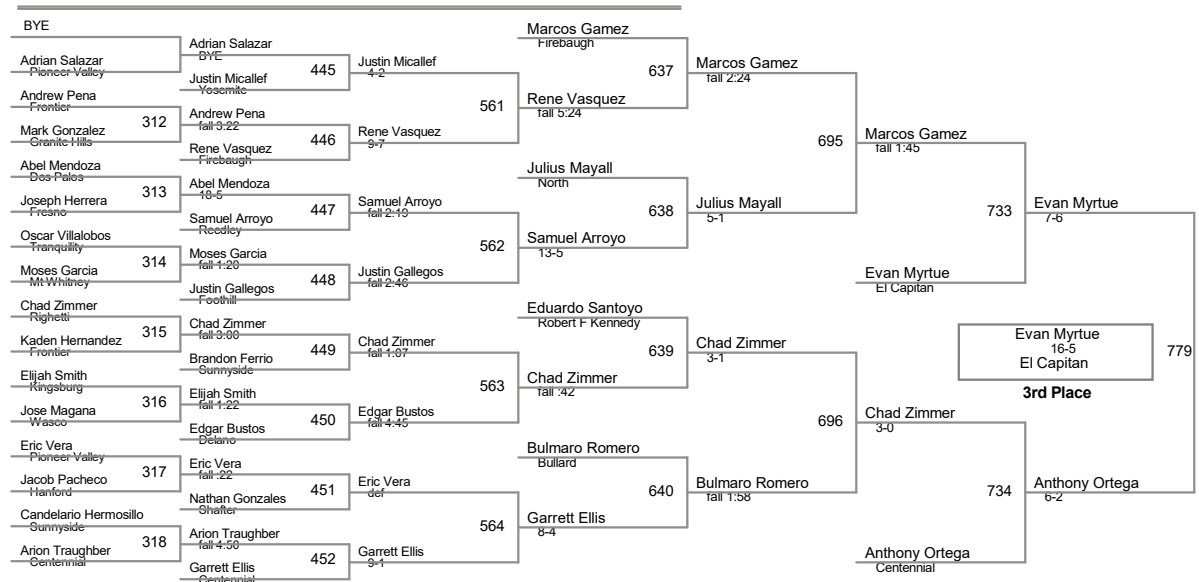 BYE
Adrian Salazar
Pioneer Valley
Andrew Pena
Frontier
312
Mark Gonzalez
Granite Hills
Abel Mendoza
Dos Palos
313
Joseph Herrera
Fresno
Oscar Villalobos
Tranquility
314
Moses Garcia
Mt Whitney
Chad Zimmer
Righetti
315
Kaden Hernandez
Frontier
Elijah Smith
Kingsburg
316
Jose Magana
Wasco
Eric Vera
Pioneer Valley
317
Jacob Pacheco
Hanford
Candelario Hermosillo
Sunnyside
318
Arion Traughber
Centennial
Adrian Salazar
BYE
445
Justin Micallef
Yosemite
Andrew Pena
fall 3:22
446
Rene Vasquez
Firebaugh
Abel Mendoza
18-5
447
Samuel Arroyo
Reedley
Moses Garcia
fall 1:20
448
Justin Gallegos
Foothill
Chad Zimmer
fall 3:00
449
Brandon Ferrio
Sunnyside
Elijah Smith
fall 1:22
450
Edgar Bustos
Delano
Eric Vera
fall :22
451
Nathan Gonzales
Shafter
Arion Traughber
fall 4:50
452
Garrett Ellis
Centennial
Justin Micallef
4-2
561
Rene Vasquez
9-7
Samuel Arroyo
fall 2:19
562
Justin Gallegos
fall 2:46
Chad Zimmer
fall 1:07
563
Edgar Bustos
fall 4:45
Eric Vera
def
564
Garrett Ellis
9-1
Marcos Gamez
Firebaugh
637
Rene Vasquez
fall 5:24
Julius Mayall
North
638
Samuel Arroyo
13-5
Eduardo Santoyo
Robert F Kennedy
639
Chad Zimmer
fall :42
Bulmaro Romero
Bullard
640
Garrett Ellis
8-4
Marcos Gamez
fall 2:24
695
Julius Mayall
5-1
Chad Zimmer
3-1
696
Bulmaro Romero
fall 1:58
Marcos Gamez
fall 1:45
733
Evan Myrtue
El Capitan
Chad Zimmer
3-0
734
Anthony Ortega
Centennial
Evan Myrtue
7-6
779
Anthony Ortega
6-2
Evan Myrtue
16-5
El Capitan
3rd Place